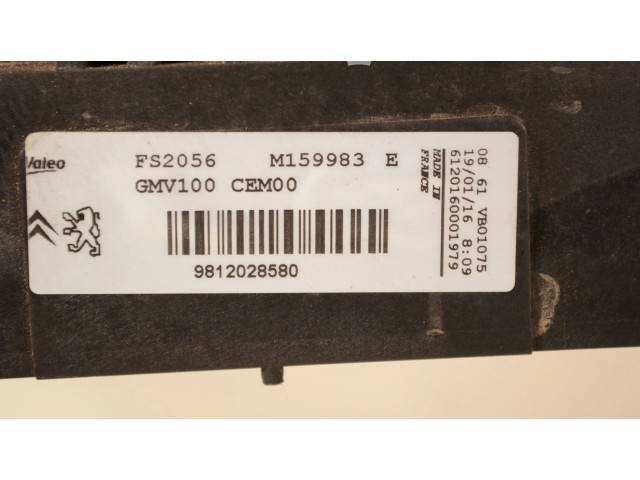 Valeo
FS2056 M159983 E
GMV100 CEM00
9812028580
MADE IN
FRANCE
08 61 VB01075
19/01/16 8:09
6120160001979